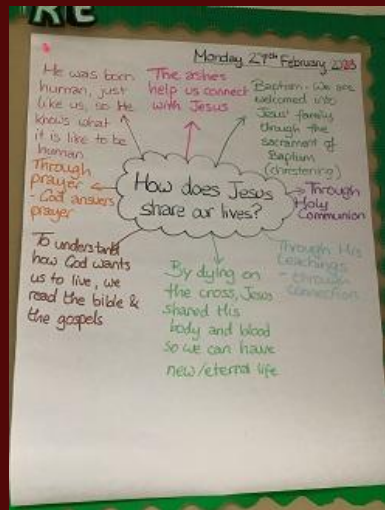 RE
Monday 27th February 2023
He was born
human, just
like us, so He
knows what
it is like to be
human
The ashes
help us connect
with Jesus
Baptism - We are
welcomed into
Jesus' family
through the
sacrament of
Baptism
(christening)
Through
prayer
- God answers
prayer
How does Jesus
share our lives?
Through
Holy
Communion
To understand
how God wants
us to live, we
read the bible &
the gospels
By dying on
the cross, Jesus
shared His
body and blood
so we can have
new/eternal life
Through His
teachings
- through
connection